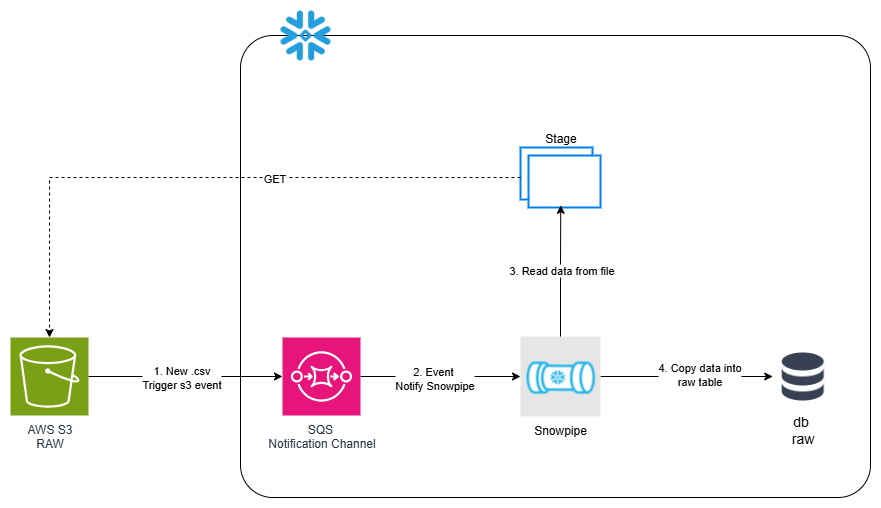 Stage
GET
3. Read data from file
1. New .csv
Trigger s3 event
2. Event
Notify Snowpipe
4. Copy data into
raw table
AWS S3
RAW
SQS
Notification Channel
Snowpipe
db
raw